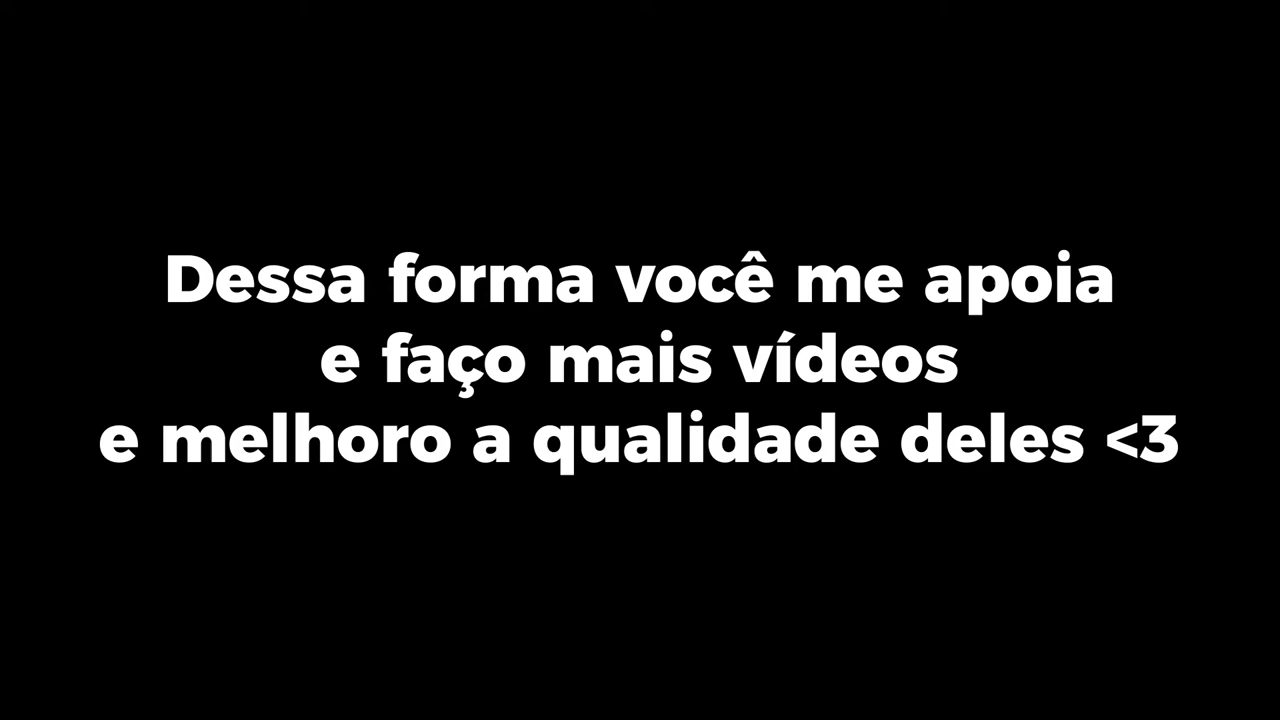 Dessa forma você me apoia
e faço mais vídeos
e melhoro a qualidade deles <3